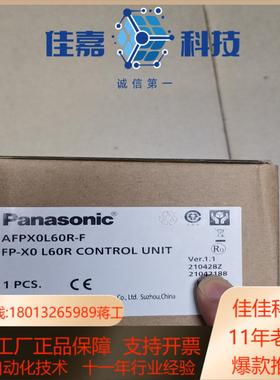 佳嘉 科技
诚信第一
Panasonic
AFPX0L60R-F
FP-X0 L60R CONTROL UNIT
Ver.1.1
210428Z
21042188
1 PCS.
Co., Ltd. Suzhou,China
线:18013265989蒋工
工厂正品保障 支持开票
自动化技术 十一年行业经验
佳佳科
11年老
爆款推